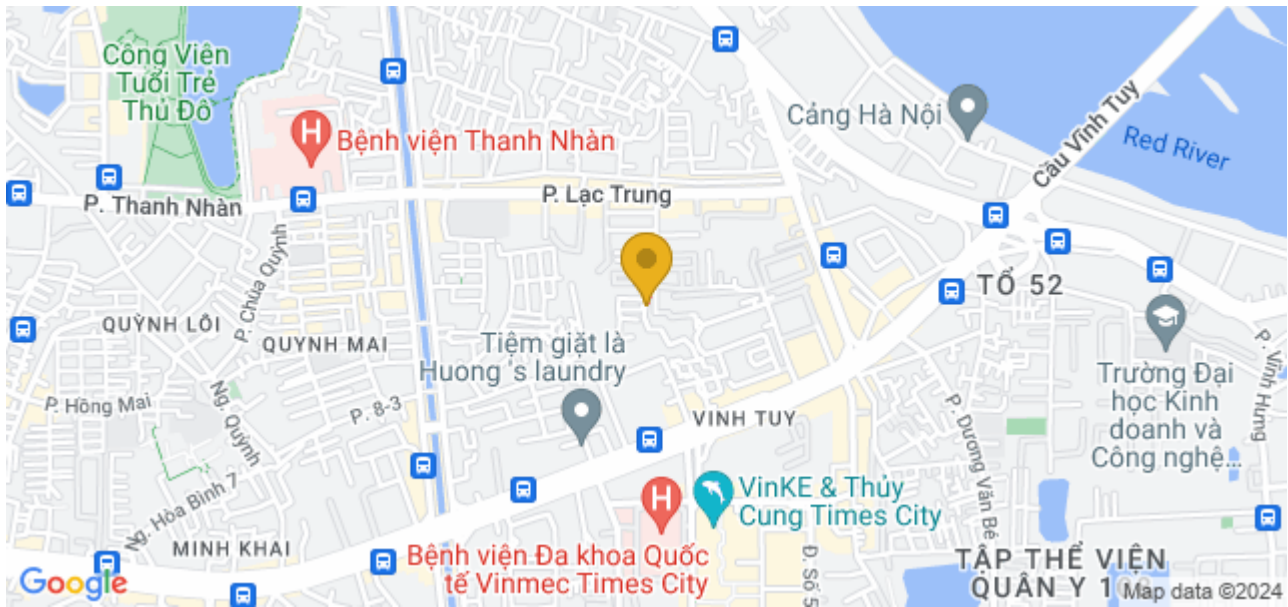 Công Viên
Tuổi Trẻ
Thủ Đô
Bệnh viện Thanh Nhàn
Cảng Hà Nội
Cầu Vĩnh Tuy
Red River
P. Thanh Nhàn
P. Lạc Trung
P. Chùa Quỳnh
TỔ 52
QUỲNH LÔI
QUYNH MAI
Tiệm giặt là
Huong 's laundry
P. Vĩnh Hưng
Trường Đại
học Kinh
doanh và
Công nghệ...
P. Hồng Mai
Ng. Quỳnh
P. 8-3
VINH TUY
P. Dương Văn Bé
VinKE & Thủy
Cung Times City
Ng. Hòa Bình 7
MINH KHAI
Bệnh viện Đa khoa Quốc
tế Vinmec Times City
Đ. Số 5
TẬP THỂ VIỆN
QUÂN Y 1
Google
Map data ©2024